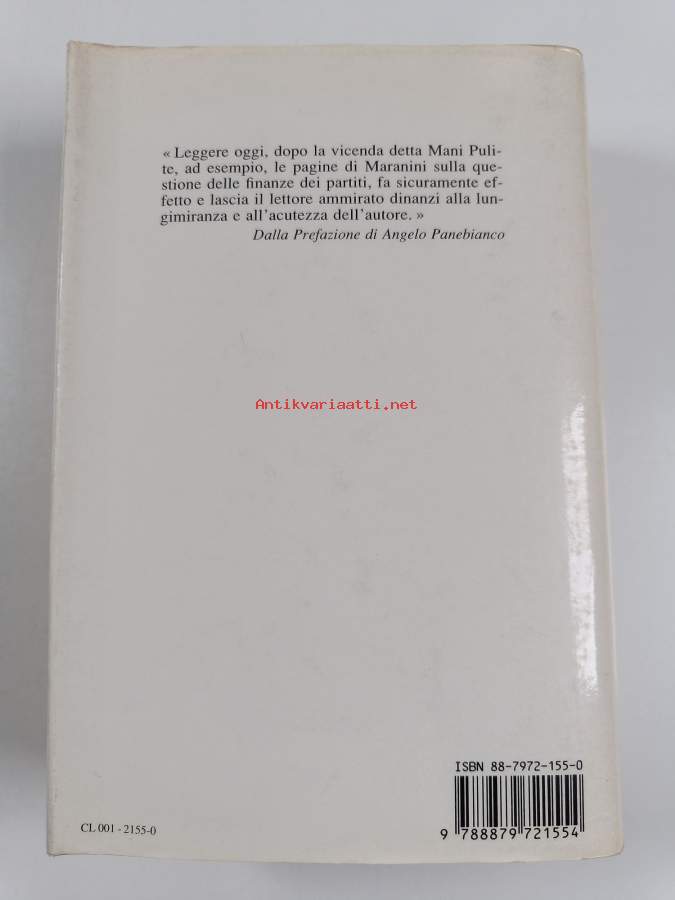 « Leggere oggi, dopo la vicenda detta Mani Puli-
te, ad esempio, le pagine di Maranini sulla que-
stione delle finanze dei partiti, fa sicuramente ef-
fetto e lascia il lettore ammirato dinanzi alla lun-
gimiranza e all'acutezza dell'autore. »
Dalla Prefazione di Angelo Panebianco
Antikvariaatti.net
ISBN 88-7972-155-0
CL 001 - 2155-0
9 788879 721554